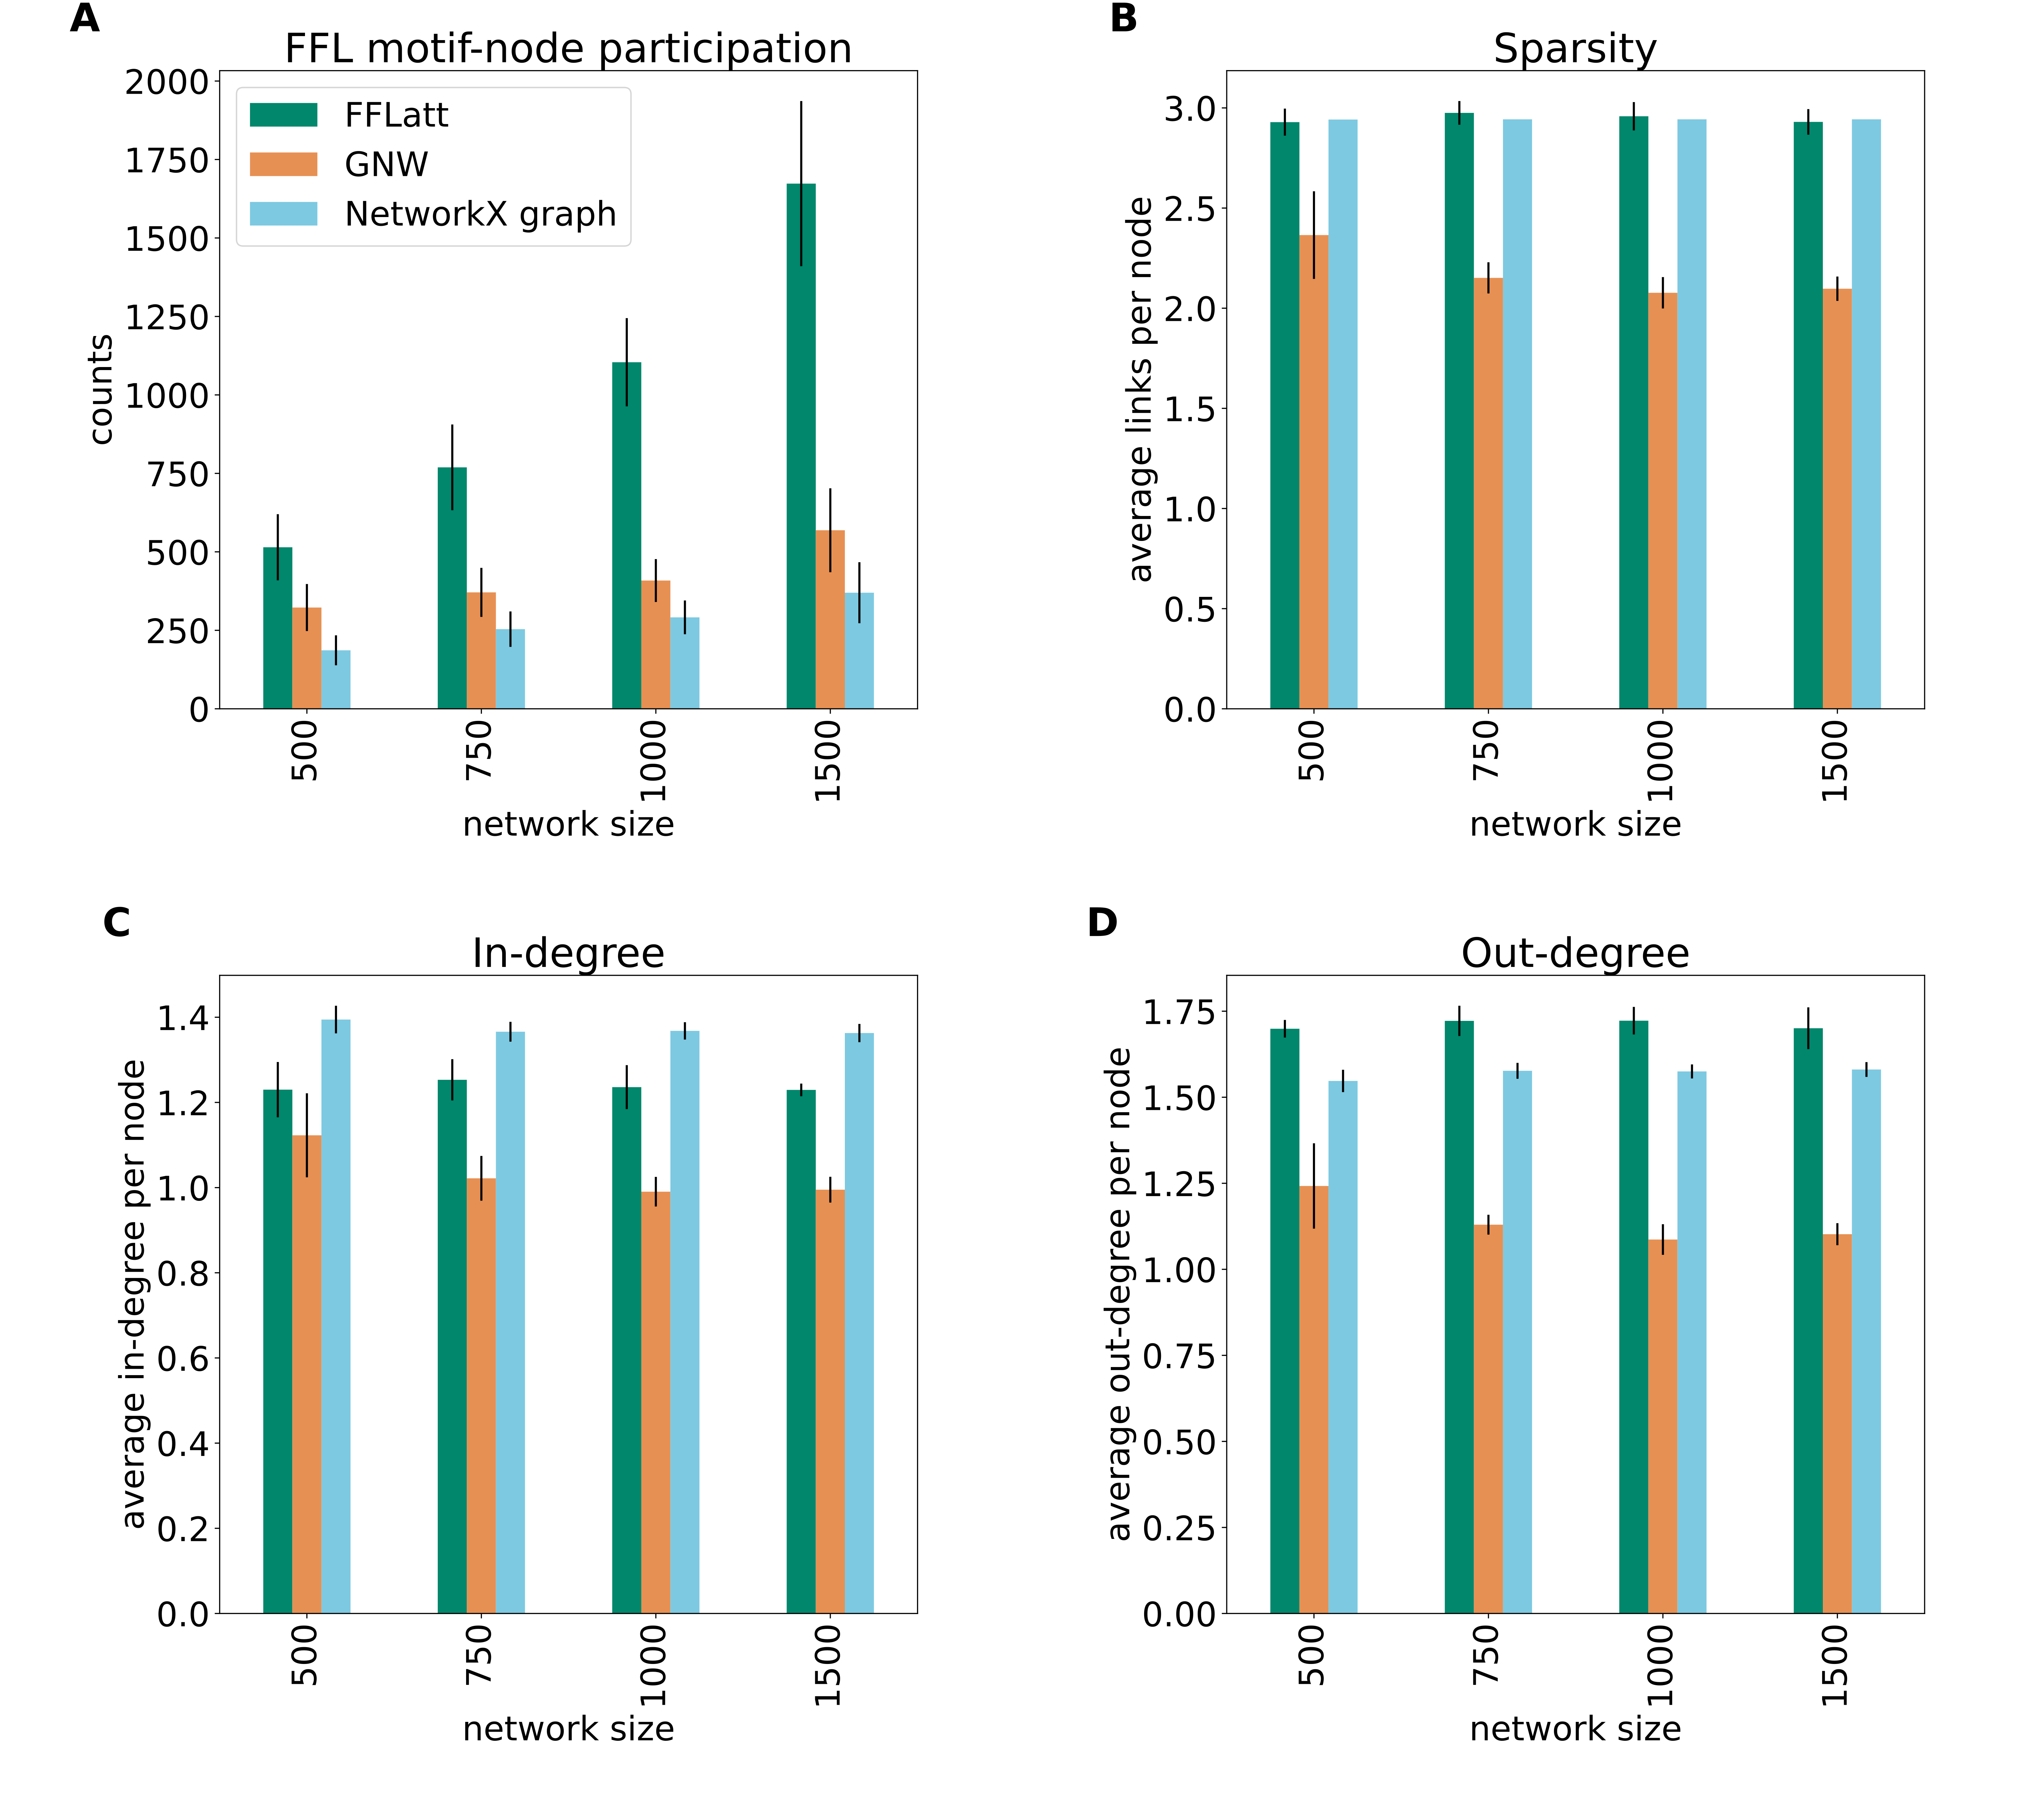 A
FFL motif-node participation
2000
1750
1500
1250
1000
750
500
250
0
counts
FFLatt
GNW
NetworkX graph
500
750
1000
1500
network size
B
Sparsity
3.0
2.5
2.0
1.5
1.0
0.5
0.0
average links per node
500
750
1000
1500
network size
C
In-degree
1.4
1.2
1.0
0.8
0.6
0.4
0.2
0.0
average in-degree per node
500
750
1000
1500
network size
D
Out-degree
1.75
1.50
1.25
1.00
0.75
0.50
0.25
0.00
average out-degree per node
500
750
1000
1500
network size